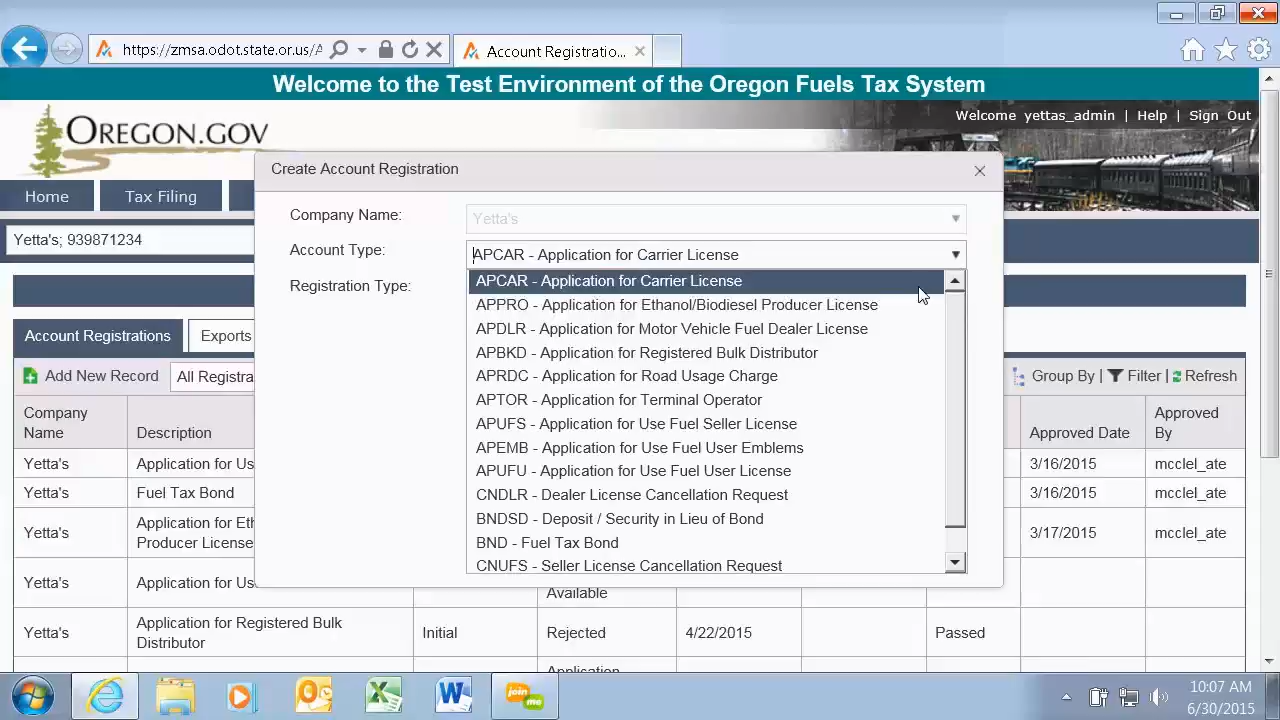 https://zmsa.odot.state.or.us/A
Account Registratio...
Welcome to the Test Environment of the Oregon Fuels Tax System
Welcome yettas_admin | Help | Sign Out
OREGON.GOV
Home
Tax Filing
Create Account Registration
Company Name:
Yetta's
Account Type:
APCAR - Application for Carrier License
Registration Type:
APCAR - Application for Carrier License
APPRO - Application for Ethanol/Biodiesel Producer License
APDLR - Application for Motor Vehicle Fuel Dealer License
APBKD - Application for Registered Bulk Distributor
APRDC - Application for Road Usage Charge
APTOR - Application for Terminal Operator
APUFS - Application for Use Fuel Seller License
APEMB - Application for Use Fuel User Emblems
APUFU - Application for Use Fuel User License
CNDLR - Dealer License Cancellation Request
BNDSD - Deposit / Security in Lieu of Bond
BND - Fuel Tax Bond
CNUFS - Seller License Cancellation Request
Yetta's; 939871234
Account Registrations
Exports
Add New Record
All Registra
Group By | Filter | Refresh
Company Name
Description
Approved Date
Approved By
Yetta's
Application for Us
3/16/2015
mcclel_ate
Yetta's
Fuel Tax Bond
3/16/2015
mcclel_ate
Yetta's
Application for Eth
Producer License
3/17/2015
mcclel_ate
Yetta's
Application for Us
Available
Yetta's
Application for Registered Bulk
Distributor
Initial
Rejected
4/22/2015
Passed
Application
join.me
10:07 AM
6/30/2015